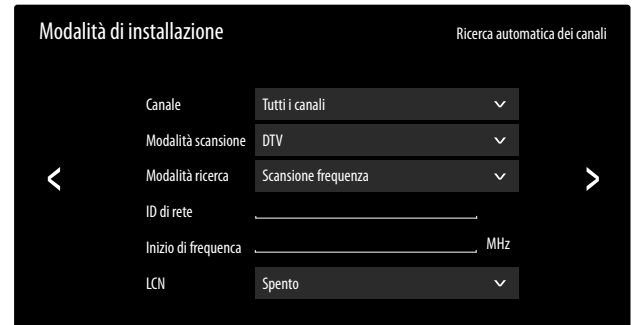 Modalità di installazione
Ricerca automatica dei canali
Canale Tutti i canali
Modalità scansione DTV
Modalità ricerca Scansione frequenza
ID di rete
Inizio di frequenca MHz
LCN Spento